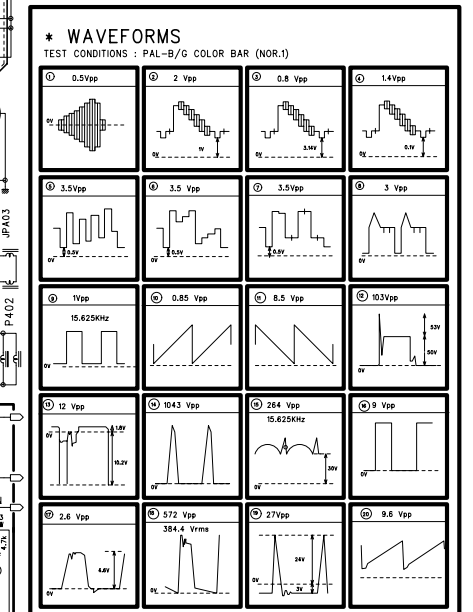 * WAVEFORMS
TEST CONDITIONS : PAL-B/G COLOR BAR (NOR.1)
1 0.5Vpp
0V
2 2 Vpp
1V
0V
3 0.8 Vpp
3.14V
0V
4 1.4Vpp
0.1V
0V
5 3.5Vpp
0.5V
0V
6 3.5 Vpp
0.5V
0V
7 3.5Vpp
0.5V
0V
8 3 Vpp
0V
9 1Vpp
15.625KHz
0V
10 0.85 Vpp
11 8.5 Vpp
12 103Vpp
53V
50V
0V
13 12 Vpp
1.8V
0V
10.2V
14 1043 Vpp
15 264 Vpp
15.625KHz
30V
0V
16 9 Vpp
0V
17 2.6 Vpp
4.6V
0V
18 572 Vpp
384.4 Vrms
0V
19 27Vpp
24V
0V
3V
20 9.6 Vpp
JPA03
P402
3
4.7k